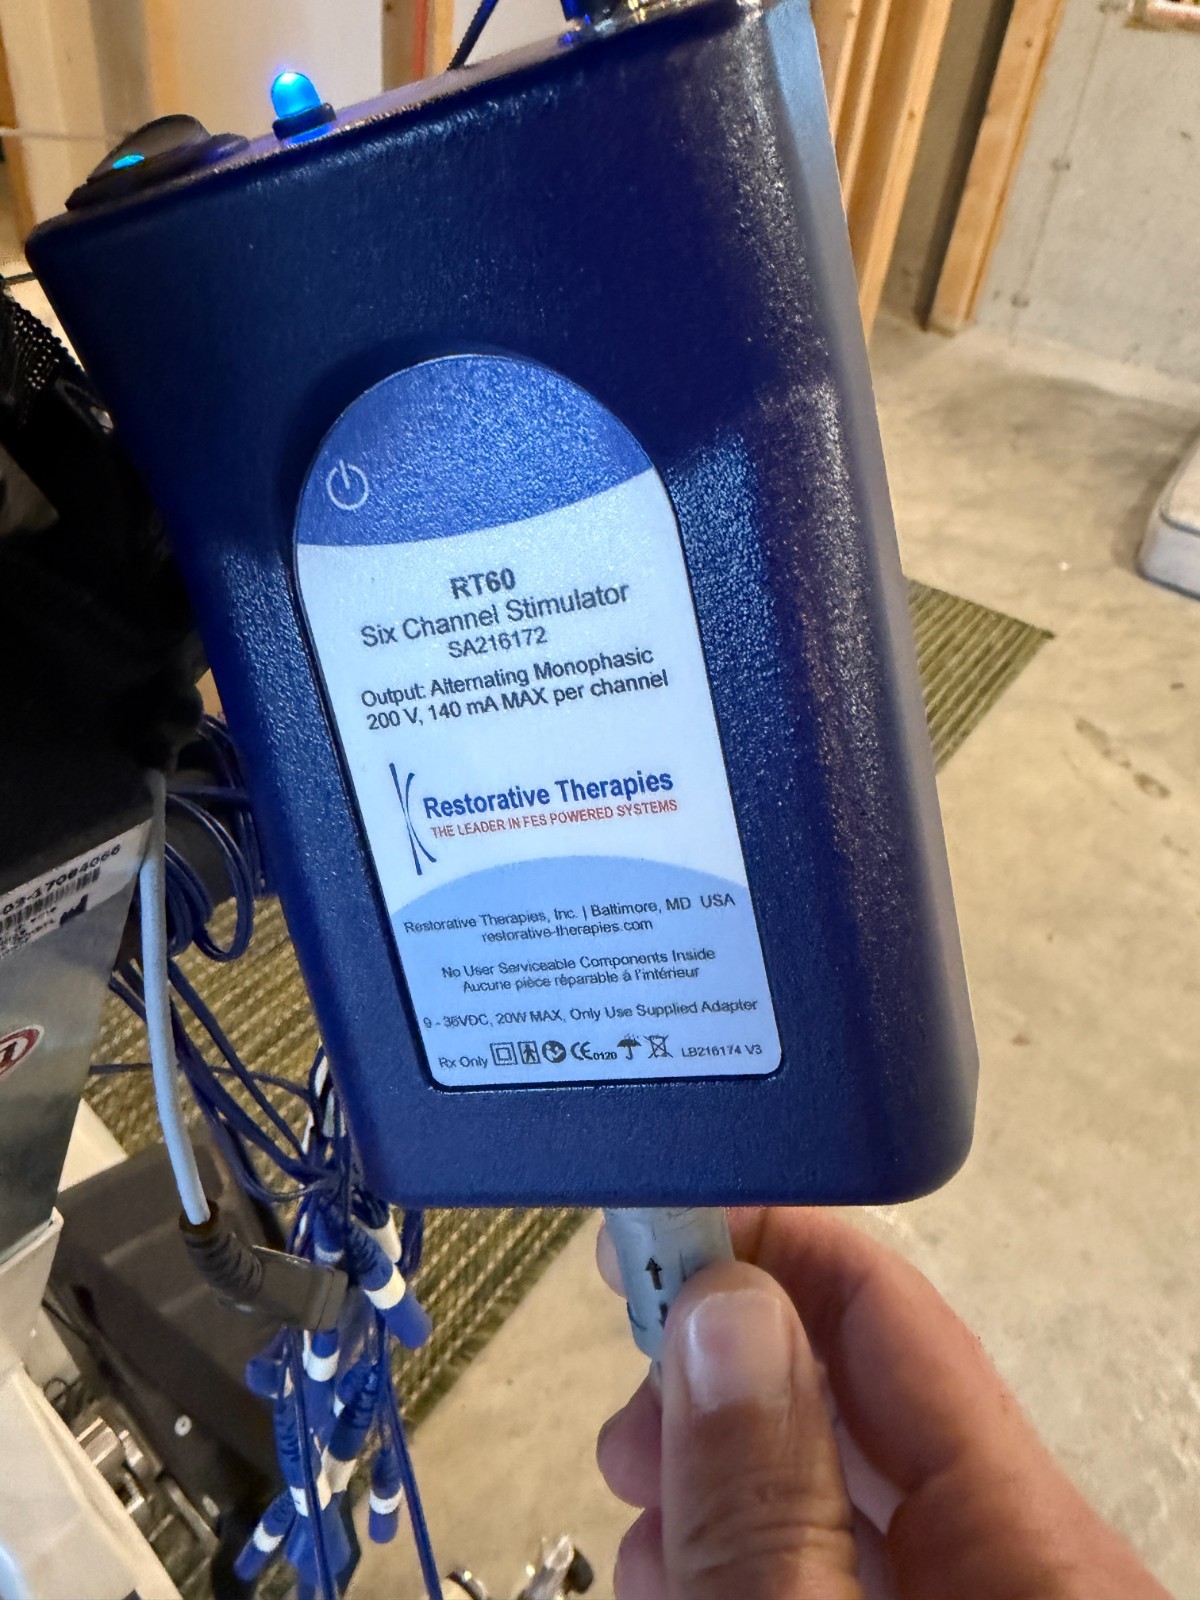 RT60
Six Channel Stimulator
SA216172
Output: Alternating Monophasic
200 V, 140 mA MAX per channel
Restorative Therapies
THE LEADER IN FES POWERED SYSTEMS
Restorative Therapies, Inc. | Baltimore, MD USA
restorative-therapies.com
No User Serviceable Components Inside
Aucune pièce réparable à l'intérieur
9 - 36VDC, 20W MAX, Only Use Supplied Adapter
Rx Only CE0120 LB216174 V3